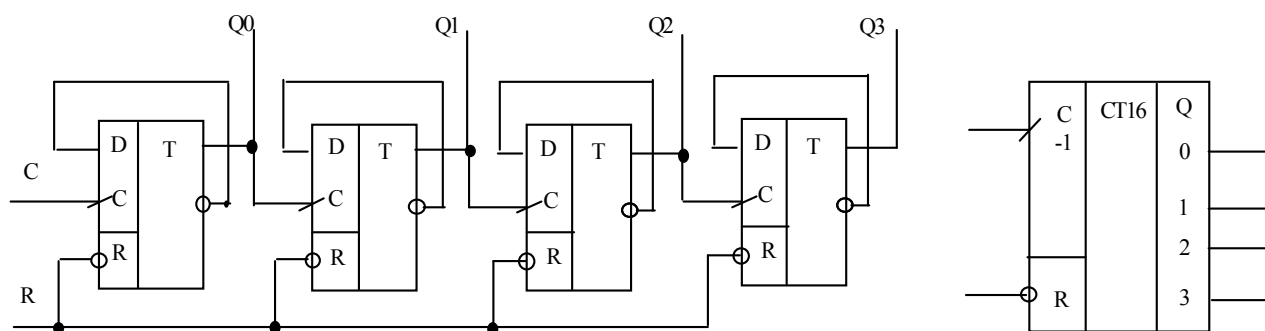 Q0 Q1 Q2 Q3
D T D T D T D T
C C C C C
R R R R
R
C CT16 Q
-1 0
1
2
R 3